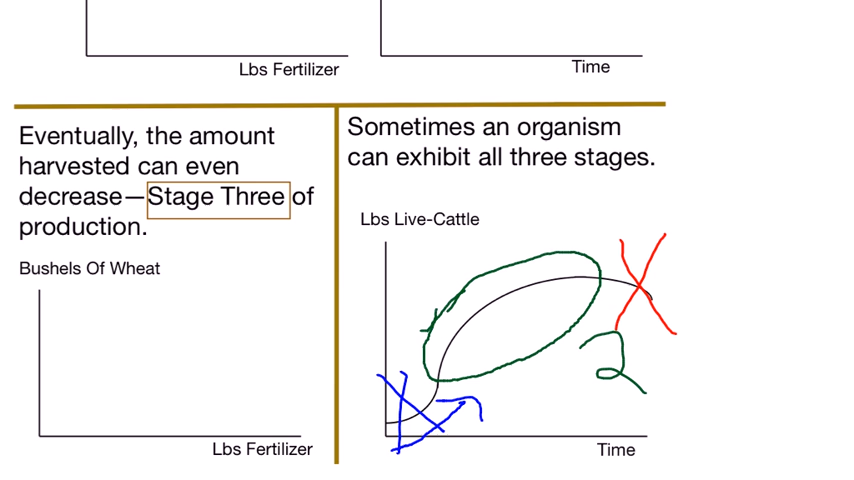 Lbs Fertilizer
Time
Eventually, the amount
harvested can even
decrease—Stage Three of
production.
Bushels Of Wheat
Lbs Fertilizer
Sometimes an organism
can exhibit all three stages.
Lbs Live-Cattle
2
Time